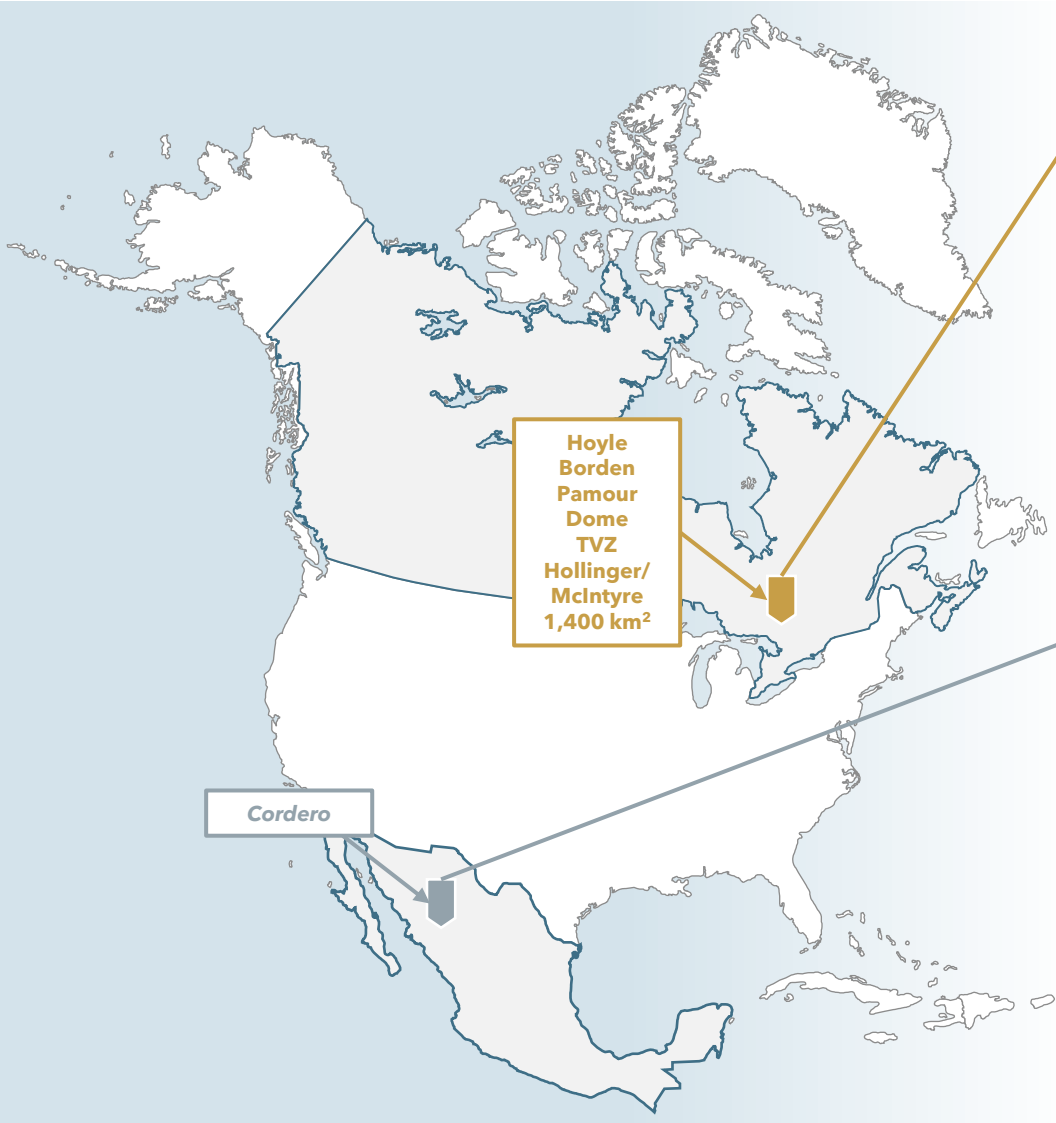 Hoyle
Borden
Pamour
Dome
TVZ
Hollinger/
McIntyre
1,400 km²
Cordero